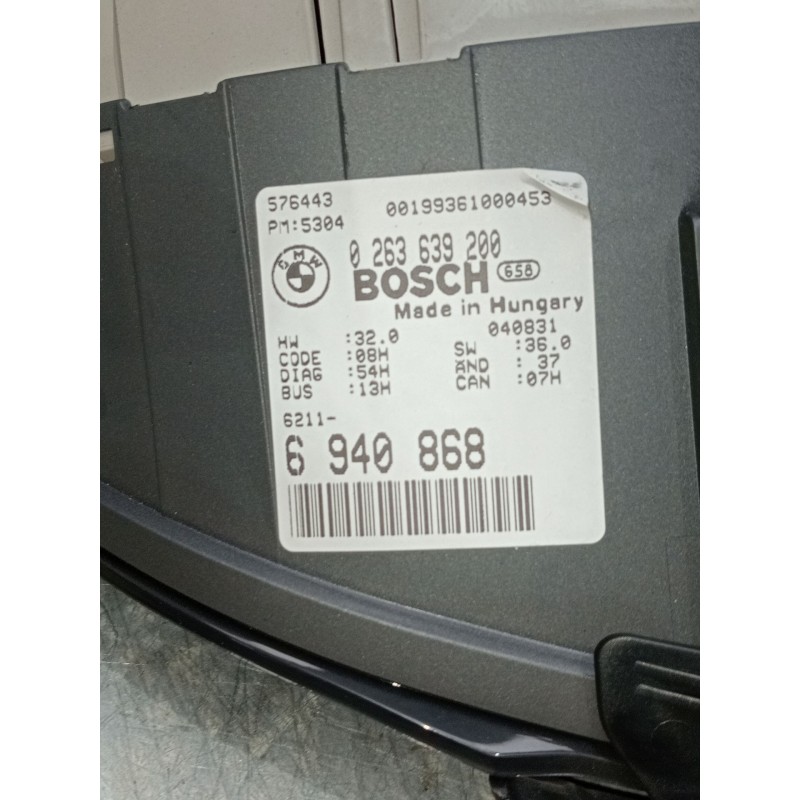 576443 00199361000453
PM:5304
0 263 639 200
BMW BOSCH 658
Made in Hungary
040831
HW :32.0 SW :36.0
CODE :08H AND : 37
DIAG :54H CAN :07H
BUS :13H
6211-
6 940 868